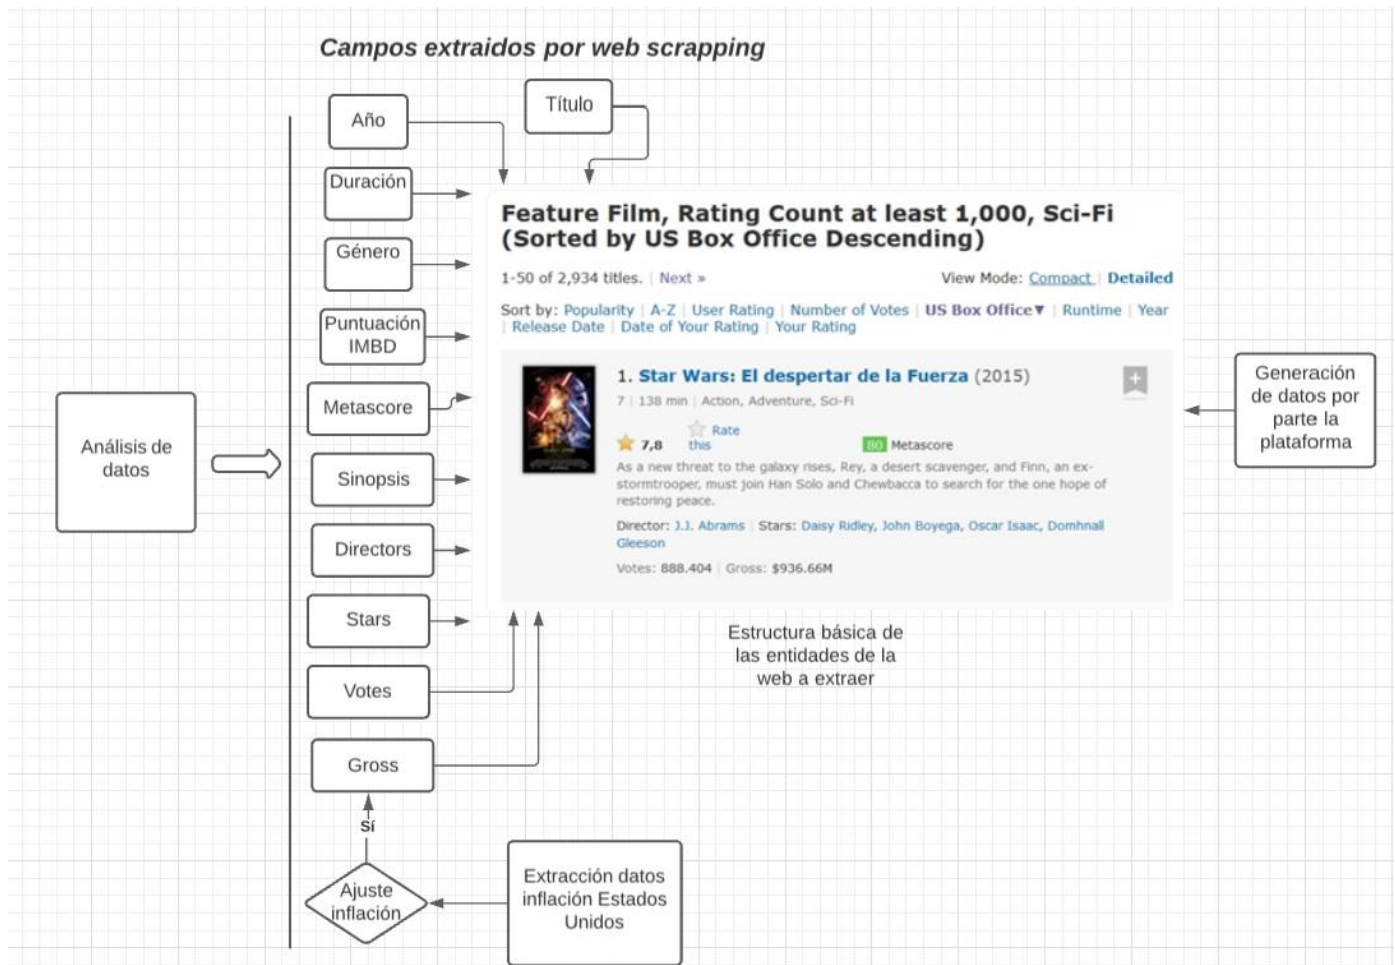 Campos extraidos por web scrapping
Año
Título
Duración
Género
Puntuación
IMBD
Metascore
Sinopsis
Directors
Stars
Votes
Gross
Sí
Ajuste
inflación
Extracción datos
inflación Estados
Unidos
Análisis de
datos
Feature Film, Rating Count at least 1,000, Sci-Fi
(Sorted by US Box Office Descending)
1-50 of 2,934 titles. | Next »
View Mode: Compact | Detailed
Sort by: Popularity | A-Z | User Rating | Number of Votes | US Box Office▼ | Runtime | Year
| Release Date | Date of Your Rating | Your Rating
1. Star Wars: El despertar de la Fuerza (2015)
7 | 138 min | Action, Adventure, Sci-Fi
7,8
Rate
this
80 Metascore
As a new threat to the galaxy rises, Rey, a desert scavenger, and Finn, an ex-
stormtrooper, must join Han Solo and Chewbacca to search for the one hope of
restoring peace.
Director: J.J. Abrams | Stars: Daisy Ridley, John Boyega, Oscar Isaac, Domhnall
Gleeson
Votes: 888.404 | Gross: $936.66M
Estructura básica de
las entidades de la
web a extraer
Generación
de datos por
parte la
plataforma